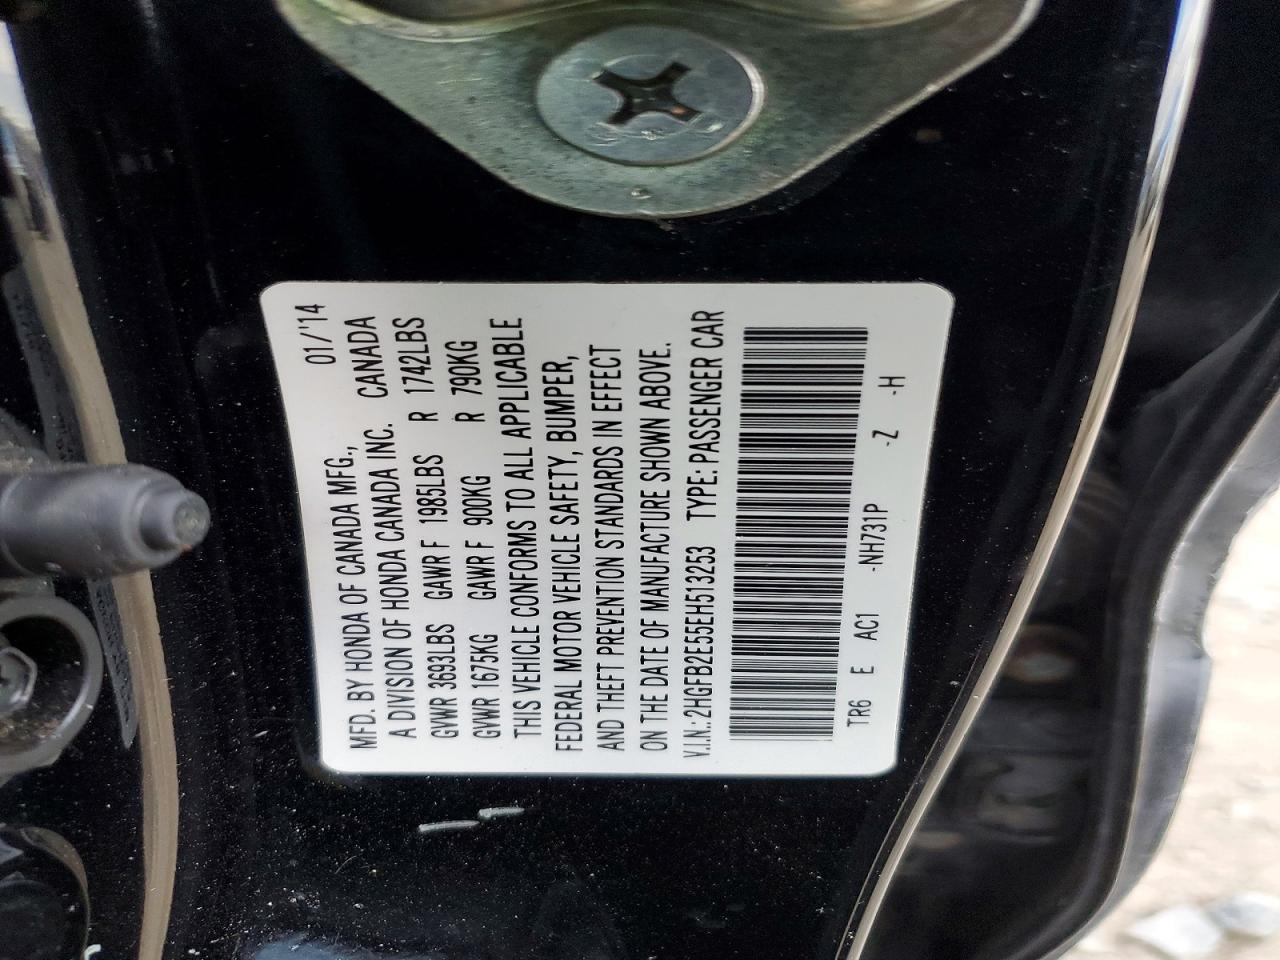 MFD. BY HONDA OF CANADA MFG., 01/'14
A DIVISION OF HONDA CANADA INC. CANADA
GVWR 3693LBS GAWR F 1985LBS R 1742LBS
GVWR 1675KG GAWR F 900KG R 790KG
THIS VEHICLE CONFORMS TO ALL APPLICABLE
FEDERAL MOTOR VEHICLE SAFETY, BUMPER,
AND THEFT PREVENTION STANDARDS IN EFFECT
ON THE DATE OF MANUFACTURE SHOWN ABOVE.
V.I.N.: 2HGFB2E55EH513253 TYPE: PASSENGER CAR
TR6 E AC1 -NH731P -Z -H